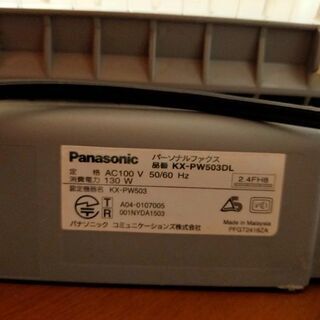 Panasonic パーソナルファクス
品番 KX-PW503DL
定 格 AC100 V 50/60 Hz
消費電力 130 W
2.4FHB
認定機器名 KX-PW503
T A04-0107005
R 001NYDA1503
パナソニック コミュニケーションズ株式会社
Made in Malaysia
PFGT2416ZA